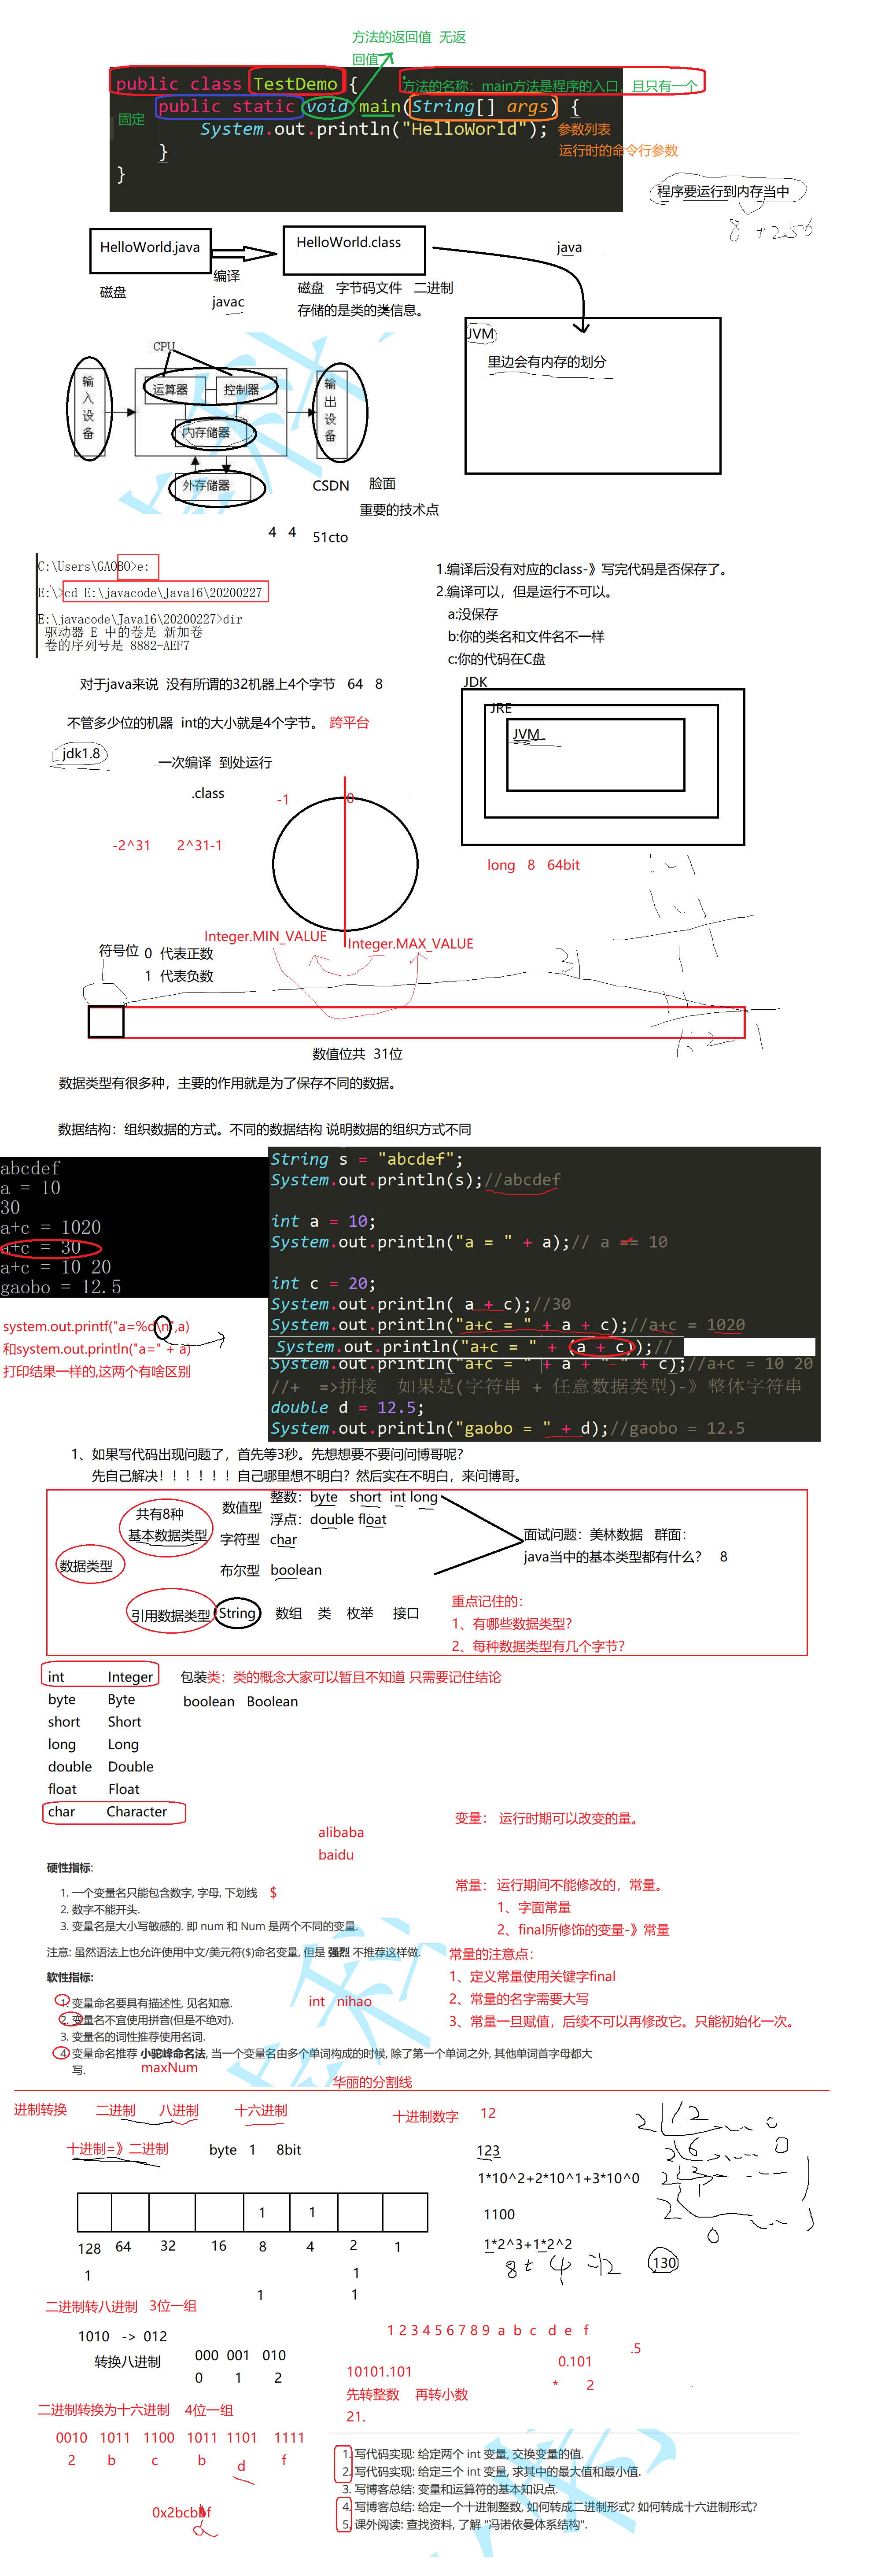 方法的返回值 无返
回值
public class TestDemo {
方法的名称：main方法是程序的入口，且只有一个
固定
public static void main(String[] args) {
System.out.println("HelloWorld");
参数列表
运行时的命令行参数
}
}
程序要运行到内存当中
8 +256
HelloWorld.java
编译
javac
磁盘
HelloWorld.class
磁盘 字节码文件 二进制
存储的是类的类信息。
java
JVM
里边会有内存的划分
CPU
输入设备
运算器
控制器
内存储器
外存储器
输出设备
CSDN 脸面
重要的技术点
4 4
51cto
C:\Users\GAOBO>e:
E:\>cd E:\javacode\Java16\20200227
E:\javacode\Java16\20200227>dir
驱动器 E 中的卷是 新加卷
卷的序列号是 8882-AEF7
1.编译后没有对应的class-》写完代码是否保存了。
2.编译可以，但是运行不可以。
a:没保存
b:你的类名和文件名不一样
c:你的代码在C盘
对于java来说 没有所谓的32机器上4个字节 64 8
不管多少位的机器 int的大小就是4个字节。 跨平台
jdk1.8
一次编译 到处运行
.class
JDK
JRE
JVM
-1
0
-2^31 2^31-1
long 8 64bit
Integer.MIN_VALUE
Integer.MAX_VALUE
符号位 0 代表正数
1 代表负数
31
数值位共 31位
数据类型有很多种，主要的作用就是为了保存不同的数据。
数据结构：组织数据的方式。不同的数据结构 说明数据的组织方式不同
abcdef
a = 10
30
a+c = 1020
a+c = 30
a+c = 10 20
gaobo = 12.5
system.out.printf("a=%d\n",a)
和system.out.println("a=" + a)
打印结果一样的,这两个有啥区别
String s = "abcdef";
System.out.println(s);//abcdef
int a = 10;
System.out.println("a = " + a);// a == 10
int c = 20;
System.out.println( a + c);//30
System.out.println("a+c = " + a + c);//a+c = 1020
System.out.println("a+c = " + (a + c));//
System.out.println("a+c = " + a + " " + c);//a+c = 10 20
//+ =>拼接 如果是(字符串 + 任意数据类型)-》整体字符串
double d = 12.5;
System.out.println("gaobo = " + d);//gaobo = 12.5
1、如果写代码出现问题了，首先等3秒。先想想要不要问问博哥呢？
先自己解决！！！！！！自己哪里想不明白？然后实在不明白，来问博哥。
数据类型
共有8种
基本数据类型
数值型
整数：byte short int long
浮点：double float
字符型 char
布尔型 boolean
面试问题：美林数据 群面：
java当中的基本类型都有什么？ 8
引用数据类型 String 数组 类 枚举 接口
重点记住的：
1、有哪些数据类型？
2、每种数据类型有几个字节？
int Integer
byte Byte
short Short
long Long
double Double
float Float
char Character
包装类：类的概念大家可以暂且不知道 只需要记住结论
boolean Boolean
alibaba
baidu
变量： 运行时期可以改变的量。
硬性指标:
1. 一个变量名只能包含数字, 字母, 下划线 $
2. 数字不能开头.
3. 变量名是大小写敏感的. 即 num 和 Num 是两个不同的变量.
注意: 虽然语法上也允许使用中文/美元符($)命名变量, 但是 强烈 不推荐这样做.
软性指标:
1. 变量命名要具有描述性, 见名知意.
2. 变量名不宜使用拼音(但是不绝对).
3. 变量名的词性推荐使用名词.
4. 变量命名推荐 小驼峰命名法, 当一个变量名由多个单词构成的时候, 除了第一个单词之外, 其他单词首字母都大
写.
int nihao
maxNum
常量： 运行期间不能修改的，常量。
1、字面常量
2、final所修饰的变量-》常量
常量的注意点：
1、定义常量使用关键字final
2、常量的名字需要大写
3、常量一旦赋值，后续不可以再修改它。只能初始化一次。
华丽的分割线
进制转换 二进制 八进制 十六进制
十进制=》二进制
byte 1 8bit
1 1
128 64 32 16 8 4 2 1
1 1
1 1
十进制数字 12
123
1*10^2+2*10^1+3*10^0
1100
1*2^3+1*2^2
8+ 4 =12
130
2 12 0
2 6 0
2 3 1
2 1 1
0
二进制转八进制 3位一组
1010 -> 012
转换八进制
000 001 010
0 1 2
二进制转换为十六进制 4位一组
0010 1011 1100 1011 1101 1111
2 b c b d f
0x2bcbbf
d
1 2 3 4 5 6 7 8 9 a b c d e f
10101.101
先转整数 再转小数
21.
.5
0.101
* 2
1. 写代码实现: 给定两个 int 变量, 交换变量的值.
2. 写代码实现: 给定三个 int 变量, 求其中的最大值和最小值.
3. 写博客总结: 变量和运算符的基本知识点.
4. 写博客总结: 给定一个十进制整数, 如何转成二进制形式? 如何转成十六进制形式?
5. 课外阅读: 查找资料, 了解 "冯诺依曼体系结构".